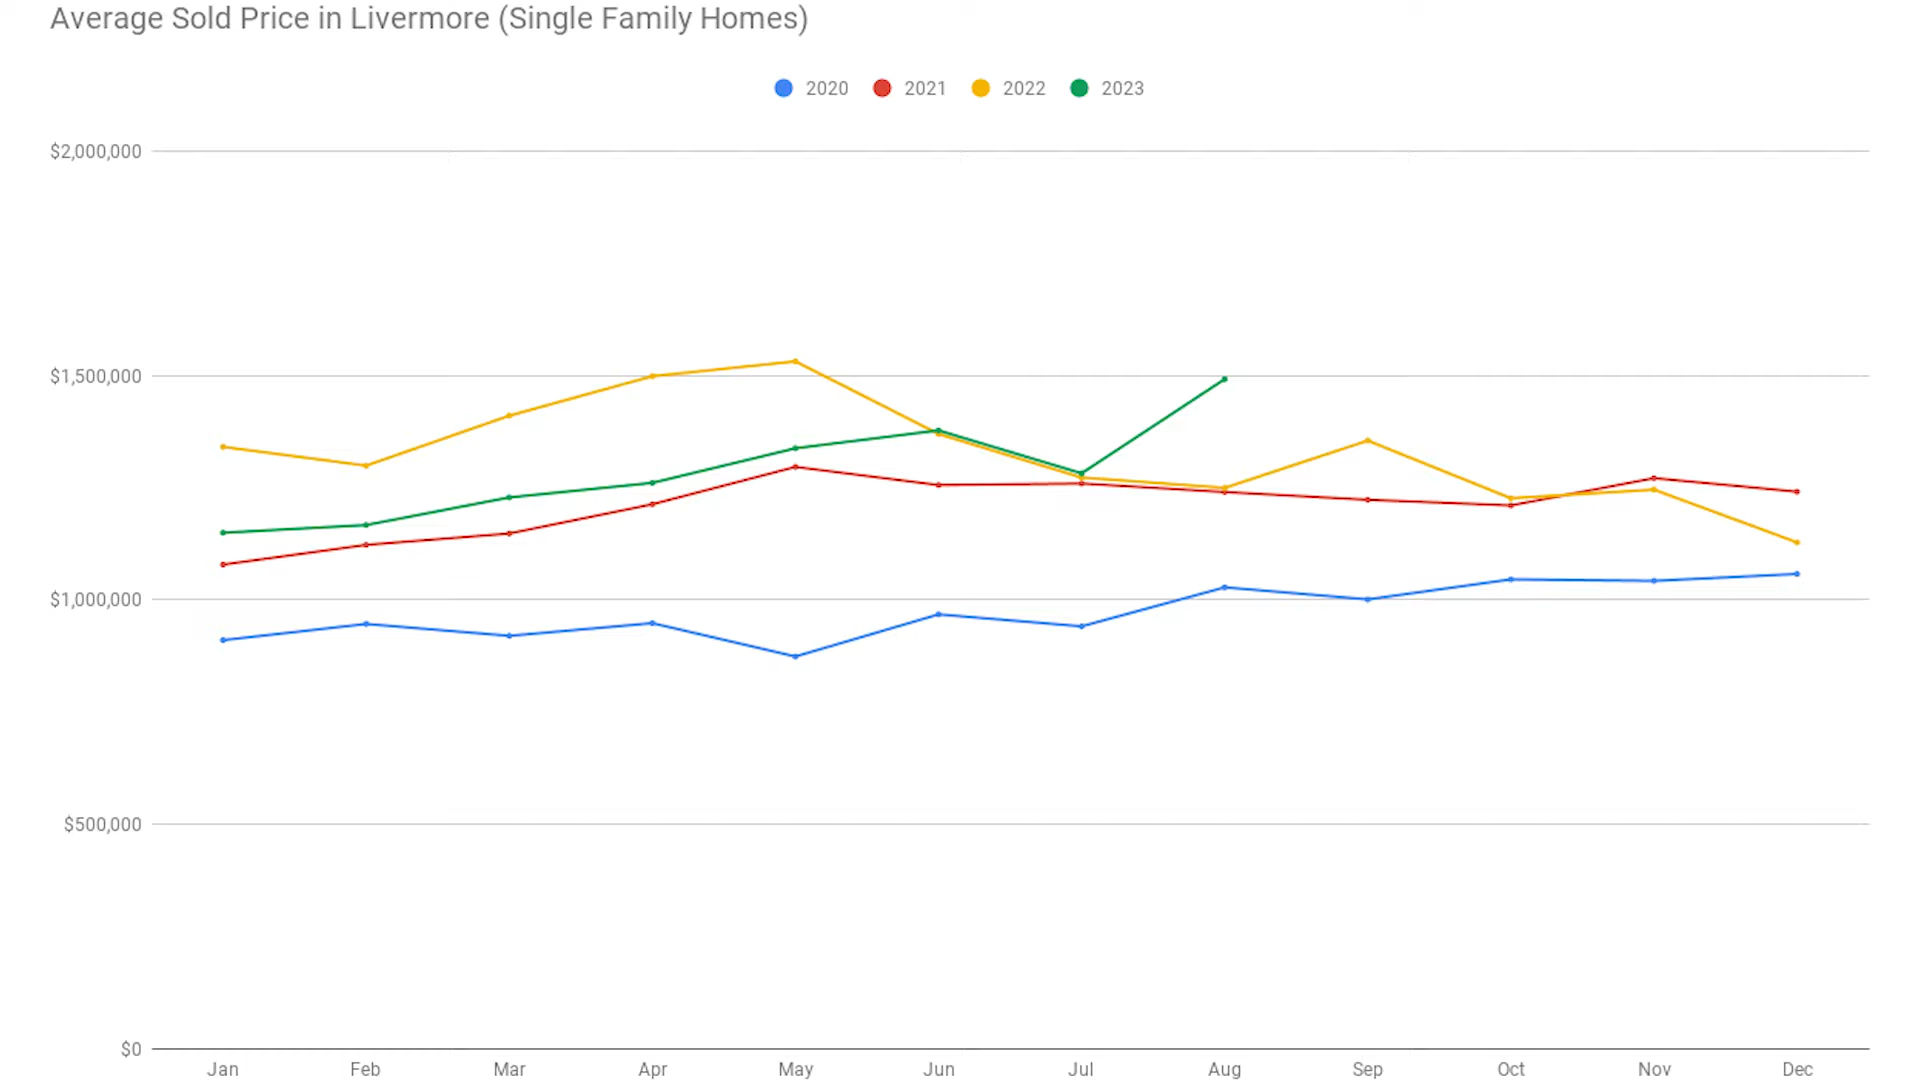 Average Sold Price in Livermore (Single Family Homes)
2020 2021 2022 2023
$2,000,000
$1,500,000
$1,000,000
$500,000
$0
Jan Feb Mar Apr May Jun Jul Aug Sep Oct Nov Dec